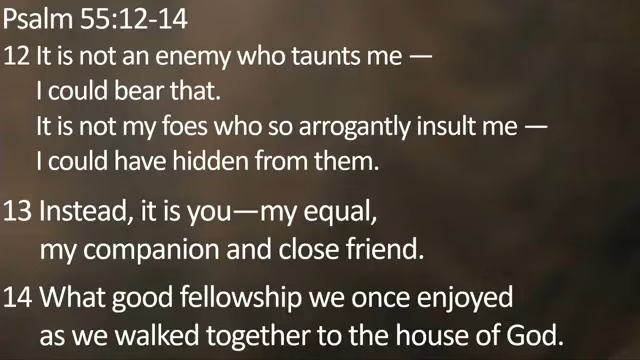 Psalm 55:12-14
12 It is not an enemy who taunts me —
I could bear that.
It is not my foes who so arrogantly insult me —
I could have hidden from them.
13 Instead, it is you—my equal,
my companion and close friend.
14 What good fellowship we once enjoyed
as we walked together to the house of God.